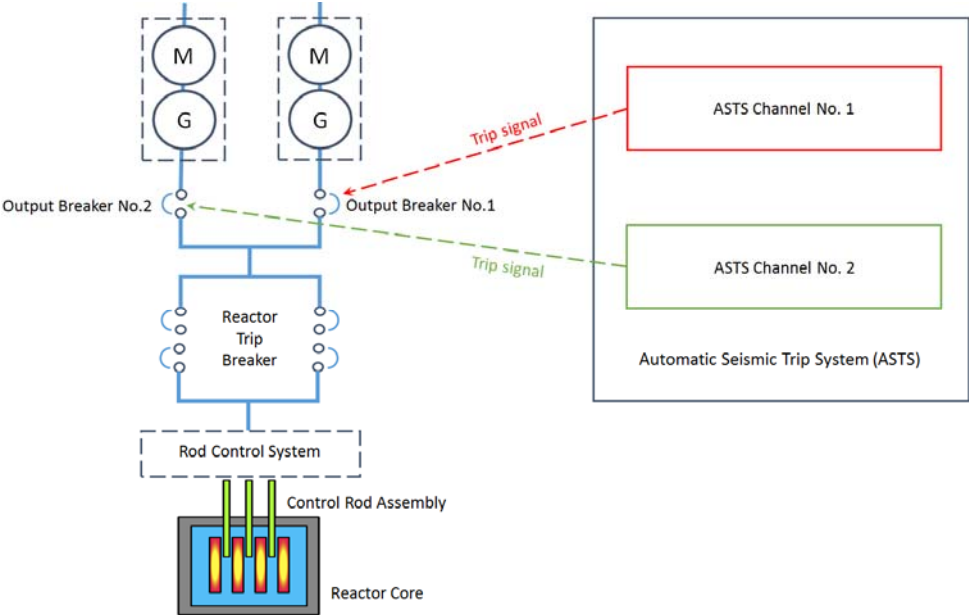 M
M
G
G
ASTS Channel No. 1
Trip signal
Output Breaker No.2
Output Breaker No.1
Trip signal
ASTS Channel No. 2
Reactor
Trip
Breaker
Automatic Seismic Trip System (ASTS)
Rod Control System
Control Rod Assembly
Reactor Core